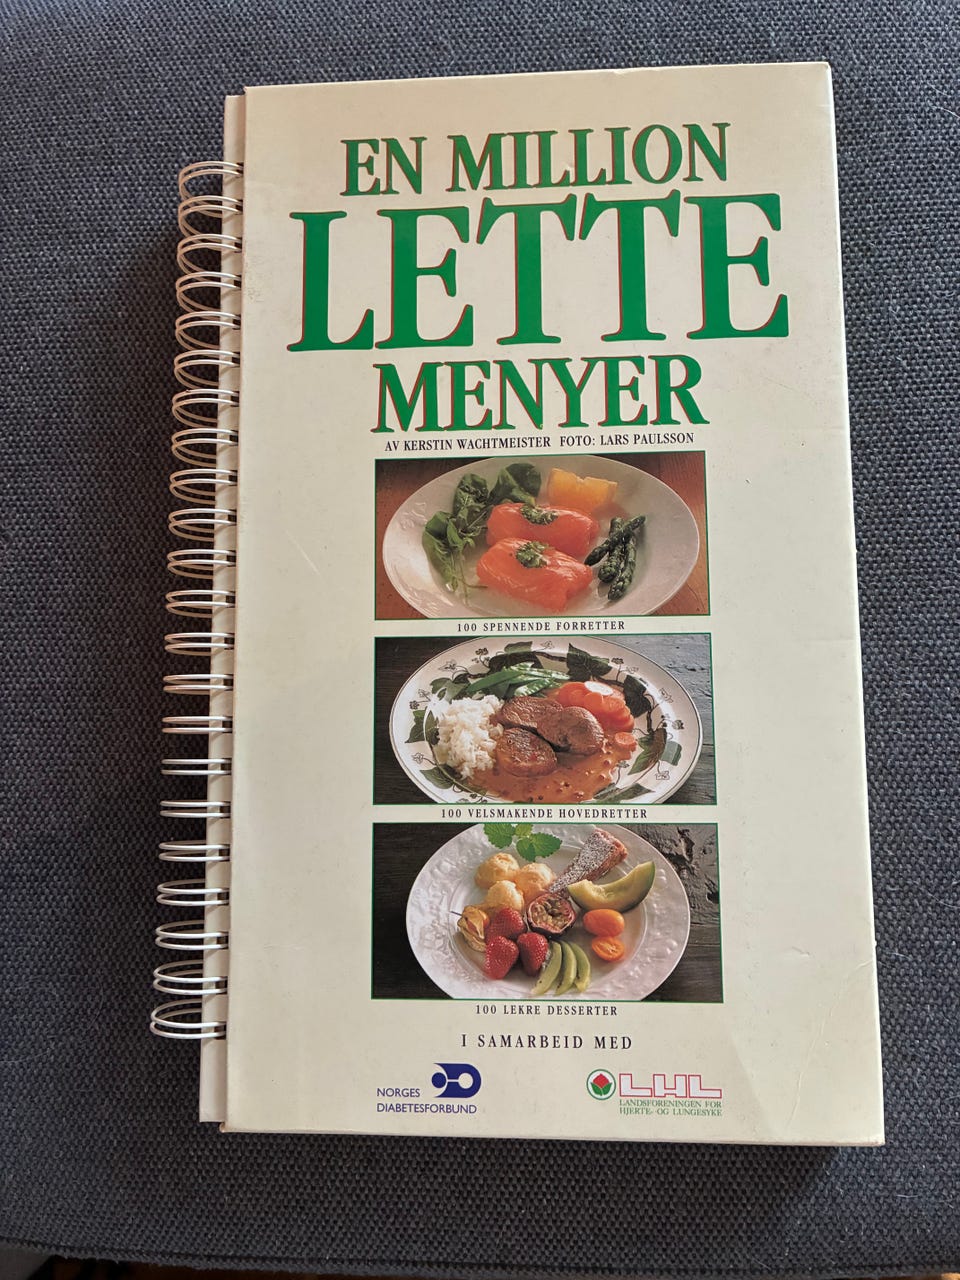 EN MILLION
LETTE
MENYER
AV KERSTIN WACHTMEISTER FOTO: LARS PAULSSON
100 SPENNENDE FORRETTER
100 VELSMAKENDE HOVEDRETTER
100 LEKRE DESSERTER
I SAMARBEID MED
NORGES
DIABETESFORBUND
LHL
LANDSFORENINGEN FOR
HJERTE- OG LUNGESYKE